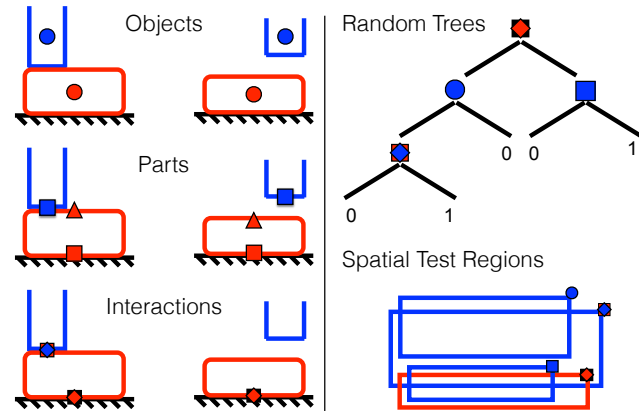 Objects
Random Trees
0
0
1
Parts
0
1
Spatial Test Regions
Interactions